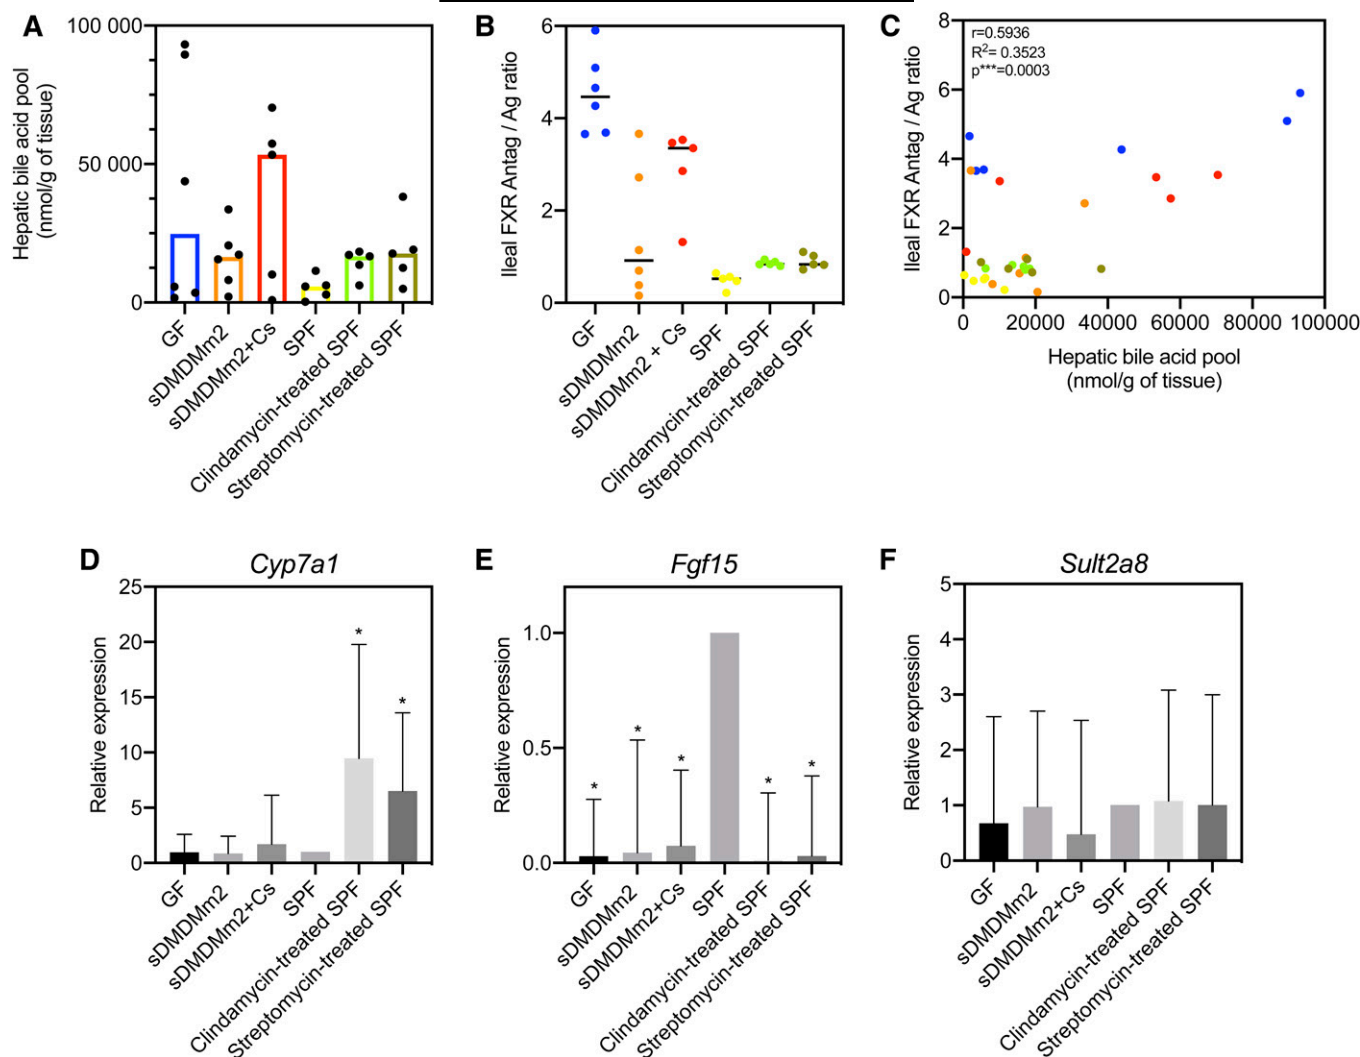 A
Hepatic bile acid pool
(nmol/g of tissue)
100 000
50 000
0
GF
sDMDMm2
sDMDMm2+Cs
SPF
Clindamycin-treated SPF
Streptomycin-treated SPF
B
Ileal FXR Antag / Ag ratio
6
4
2
0
GF
sDMDMm2
sDMDMm2 + Cs
SPF
Clindamycin-treated SPF
Streptomycin-treated SPF
C
Ileal FXR Antag / Ag ratio
8
6
4
2
0
r=0.5936
R²= 0.3523
p***=0.0003
0 20000 40000 60000 80000 100000
Hepatic bile acid pool
(nmol/g of tissue)
D
Cyp7a1
Relative expression
25
20
15
10
5
0
*
*
GF
sDMDMm2
sDMDMm2+Cs
SPF
Clindamycin-treated SPF
Streptomycin-treated SPF
E
Fgf15
Relative expression
1.0
0.5
0.0
*
*
*
*
*
GF
sDMDMm2
sDMDMm2+Cs
SPF
Clindamycin-treated SPF
Streptomycin-treated SPF
F
Sult2a8
Relative expression
5
4
3
2
1
0
GF
sDMDMm2
sDMDMm2+Cs
SPF
Clindamycin-treated SPF
Streptomycin-treated SPF